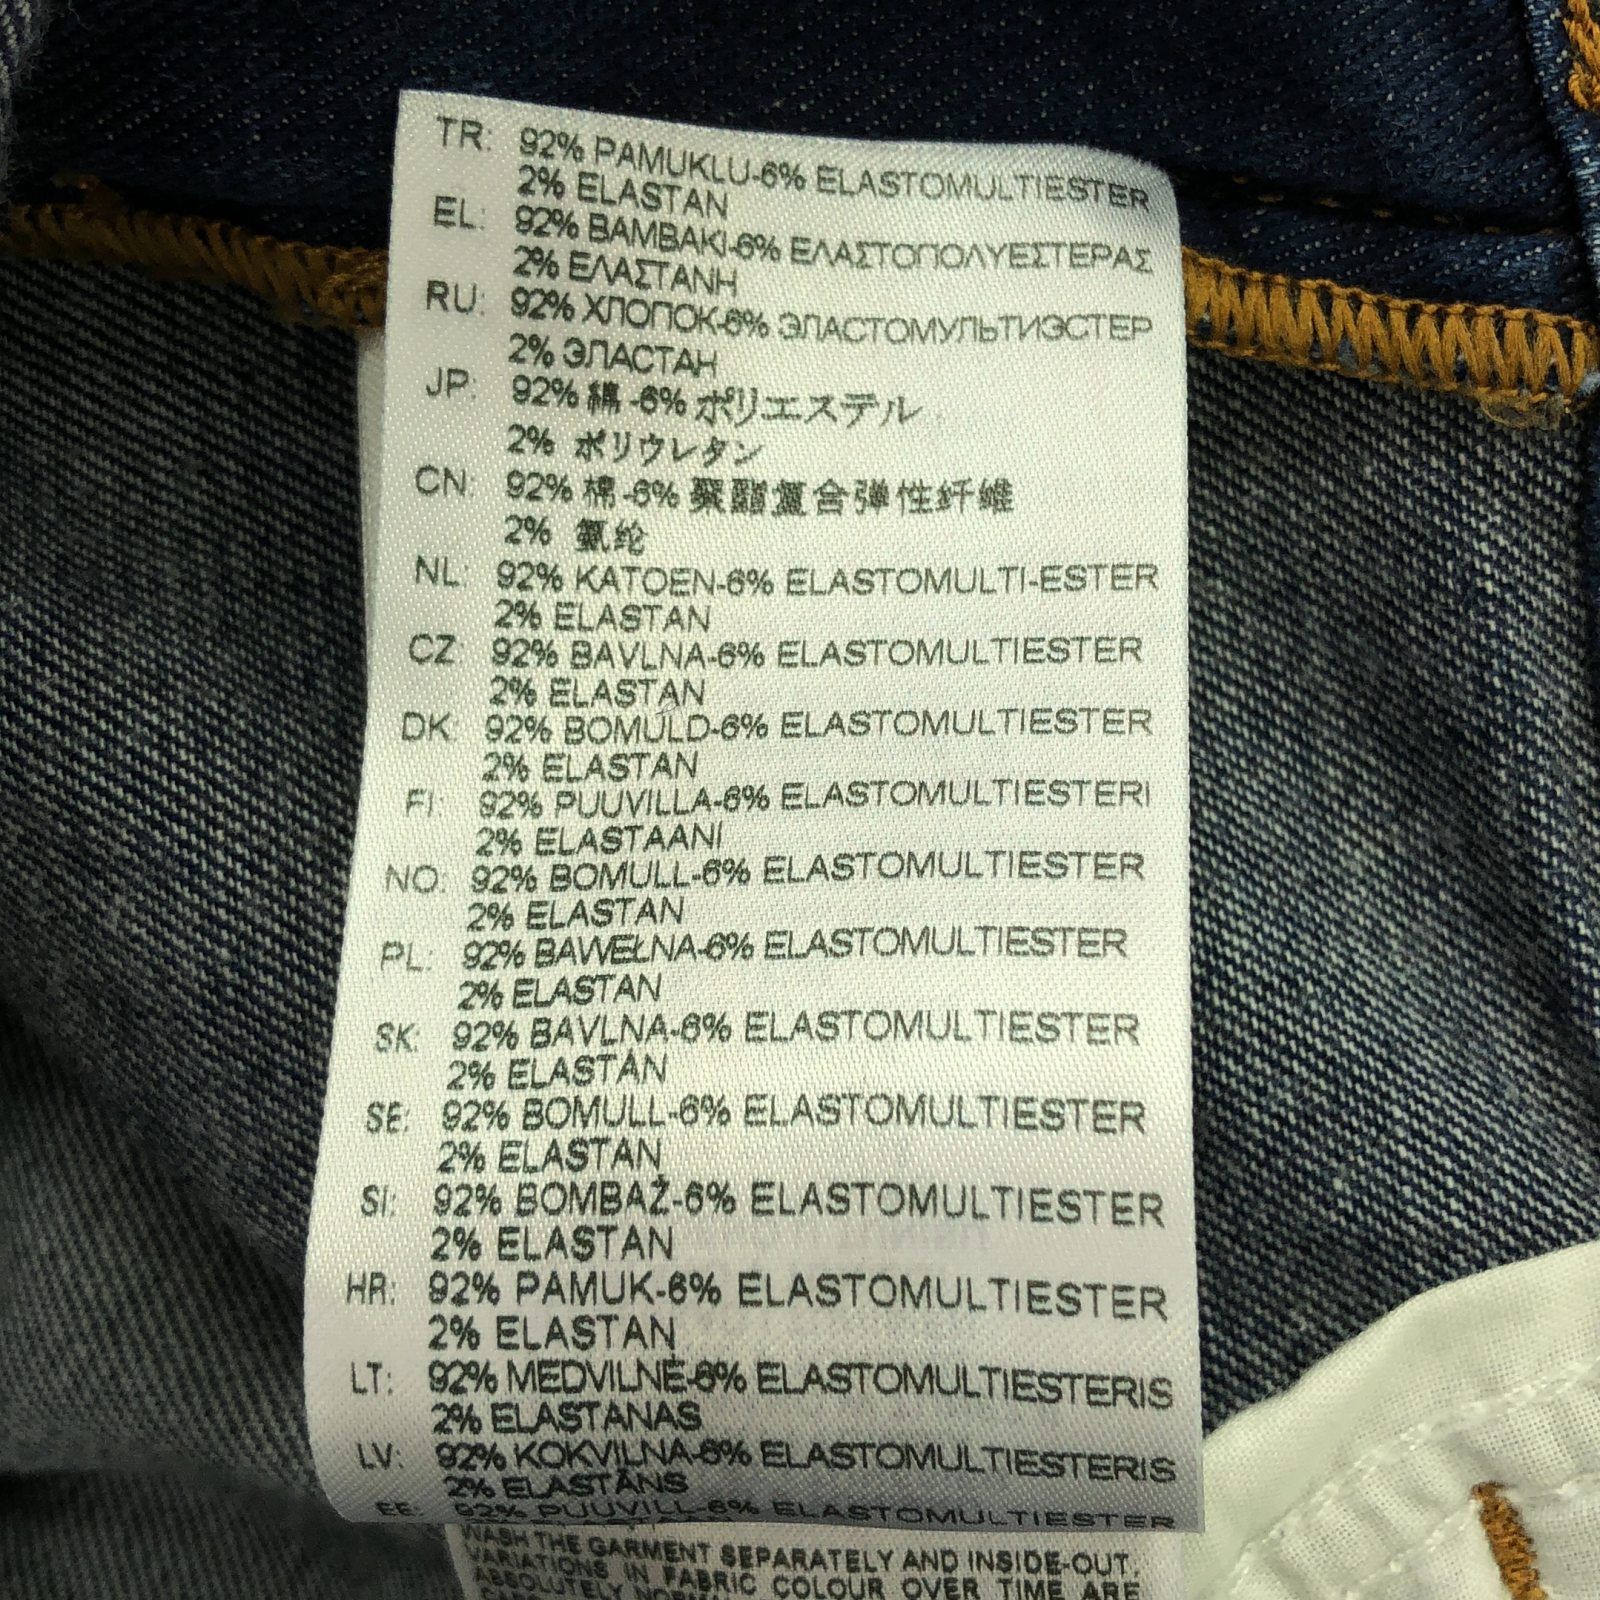 TR: 92% PAMUKLU-6% ELASTOMULTIESTER
2% ELASTAN
EL: 92% ΒΑΜΒΑΚΙ-6% ΕΛΑΣΤΟΠΟΛΥΕΣΤΕΡΑΣ
2% ΕΛΑΣΤΑΝΗ
RU: 92% ХЛОПОК-6% ЭЛАСТОМУЛЬТИЭСТЕР
2% ЭЛАСТАН
JP: 92% 綿 -6% ポリエステル
2% ポリウレタン
CN: 92% 棉 -6% 聚酯复合弹性纤维
2% 氨纶
NL: 92% KATOEN-6% ELASTOMULTI-ESTER
2% ELASTAN
CZ: 92% BAVLNA-6% ELASTOMULTIESTER
2% ELASTAN
DK: 92% BOMULD-6% ELASTOMULTIESTER
2% ELASTAN
FI: 92% PUUVILLA-6% ELASTOMULTIESTERI
2% ELASTAANI
NO: 92% BOMULL-6% ELASTOMULTIESTER
2% ELASTAN
PL: 92% BAWEŁNA-6% ELASTOMULTIESTER
2% ELASTAN
SK: 92% BAVLNA-6% ELASTOMULTIESTER
2% ELASTAN
SE: 92% BOMULL-6% ELASTOMULTIESTER
2% ELASTAN
SI: 92% BOMBAŽ-6% ELASTOMULTIESTER
2% ELASTAN
HR: 92% PAMUK-6% ELASTOMULTIESTER
2% ELASTAN
LT: 92% MEDVILNĖ-6% ELASTOMULTIESTERIS
2% ELASTANAS
LV: 92% KOKVILNA-6% ELASTOMULTIESTERIS
2% ELASTĀNS
EE: 92% PUUVILL-6% ELASTOMULTIESTER
WASH THE GARMENT SEPARATELY AND INSIDE-OUT.
VARIATIONS IN FABRIC COLOUR OVER TIME ARE
ABSOLUTELY